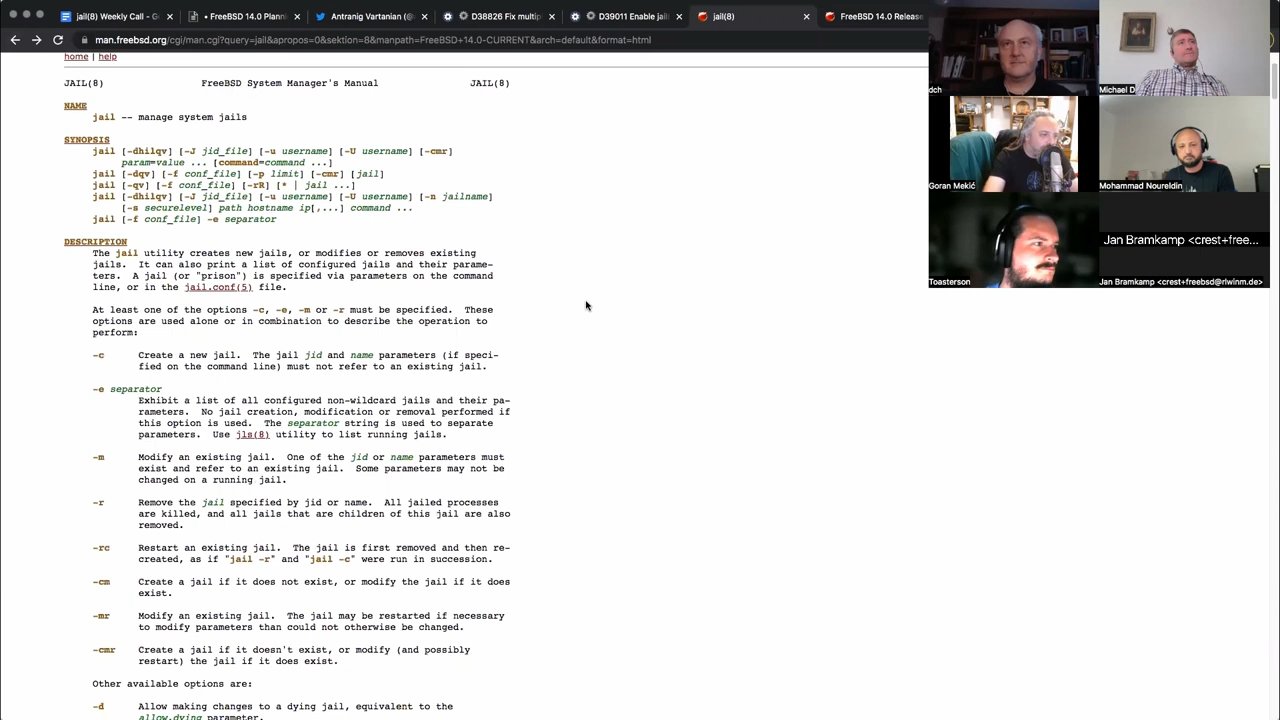 jail(8) Weekly Call - G
• FreeBSD 14.0 Plann
Antranig Vartanian (@
D38826 Fix multip
D39011 Enable jail
jail(8)
FreeBSD 14.0 Release
man.freebsd.org/cgi/man.cgi?query=jail&apropos=0&sektion=8&manpath=FreeBSD+14.0-CURRENT&arch=default&format=html
home | help
JAIL(8) FreeBSD System Manager's Manual JAIL(8)
NAME
jail -- manage system jails
SYNOPSIS
jail [-dhilqv] [-J jid_file] [-u username] [-U username] [-cmr]
param=value ... [command=command ...]
jail [-dqv] [-f conf_file] [-p limit] [-cmr] [jail]
jail [-qv] [-f conf_file] [-rR] [* | jail ...]
jail [-dhilqv] [-J jid_file] [-u username] [-U username] [-n jailname]
[-s securelevel] path hostname ip[,...] command ...
jail [-f conf_file] -e separator
DESCRIPTION
The jail utility creates new jails, or modifies or removes existing
jails. It can also print a list of configured jails and their parame-
ters. A jail (or "prison") is specified via parameters on the command
line, or in the jail.conf(5) file.
At least one of the options -c, -e, -m or -r must be specified. These
options are used alone or in combination to describe the operation to
perform:
-c Create a new jail. The jail jid and name parameters (if speci-
fied on the command line) must not refer to an existing jail.
-e separator
Exhibit a list of all configured non-wildcard jails and their pa-
rameters. No jail creation, modification or removal performed if
this option is used. The separator string is used to separate
parameters. Use jls(8) utility to list running jails.
-m Modify an existing jail. One of the jid or name parameters must
exist and refer to an existing jail. Some parameters may not be
changed on a running jail.
-r Remove the jail specified by jid or name. All jailed processes
are killed, and all jails that are children of this jail are also
removed.
-rc Restart an existing jail. The jail is first removed and then re-
created, as if "jail -r" and "jail -c" were run in succession.
-cm Create a jail if it does not exist, or modify the jail if it does
exist.
-mr Modify an existing jail. The jail may be restarted if necessary
to modify parameters than could not otherwise be changed.
-cmr Create a jail if it doesn't exist, or modify (and possibly
restart) the jail if it does exist.
Other available options are:
-d Allow making changes to a dying jail, equivalent to the
allow.dying parameter.
dch
Michael D
Goran Mekić
Mohammad Noureldin
Toasterson
Jan Bramkamp <crest+free...
Jan Bramkamp <crest+freebsd@rlwinm.de>